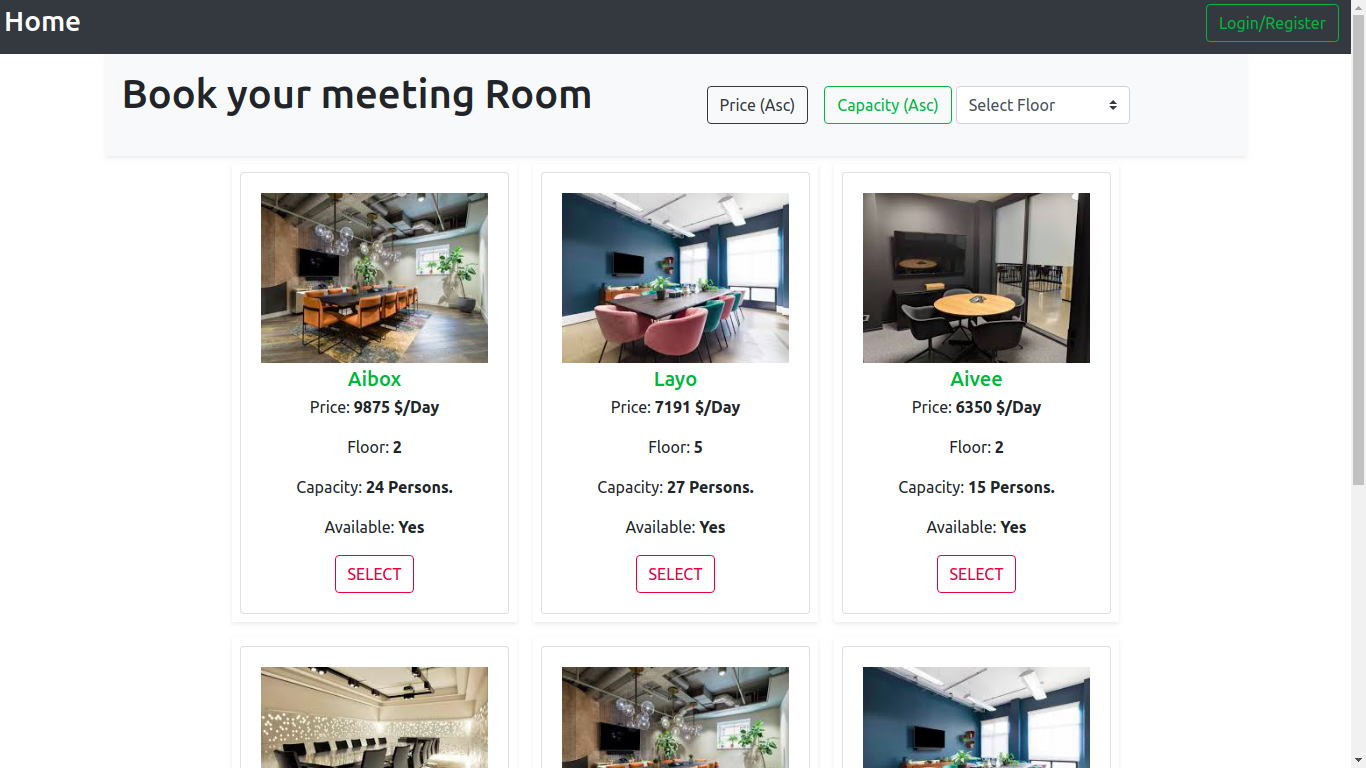 Home
Login/Register
Book your meeting Room
Price (Asc)
Capacity (Asc)
Select Floor
Aibox
Price: 9875 $/Day
Floor: 2
Capacity: 24 Persons.
Available: Yes
SELECT
Layo
Price: 7191 $/Day
Floor: 5
Capacity: 27 Persons.
Available: Yes
SELECT
Aivee
Price: 6350 $/Day
Floor: 2
Capacity: 15 Persons.
Available: Yes
SELECT